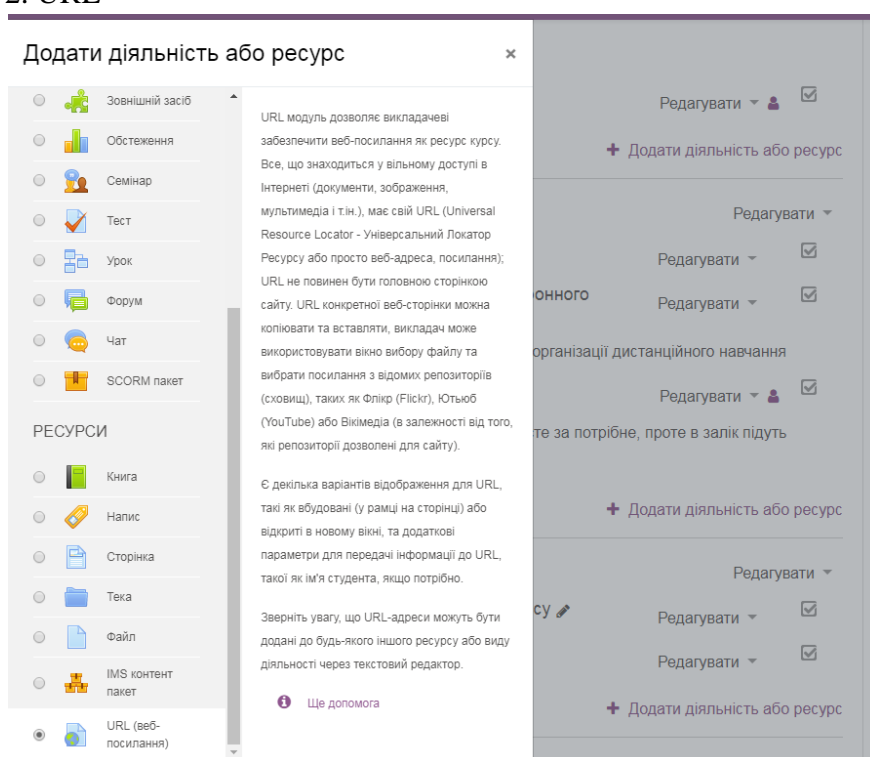 2. URL
Додати діяльність або ресурс ×
Зовнішній засіб
Обстеження
Семінар
Тест
Урок
Форум
Чат
SCORM пакет
РЕСУРСИ
Книга
Напис
Сторінка
Тека
Файл
IMS контент
пакет
URL (веб-
посилання)
URL модуль дозволяє викладачеві
забезпечити веб-посилання як ресурс курсу.
Все, що знаходиться у вільному доступі в
Інтернеті (документи, зображення,
мультимедіа і т.ін.), має свій URL (Universal
Resource Locator - Універсальний Локатор
Ресурсу або просто веб-адреса, посилання);
URL не повинен бути головною сторінкою
сайту. URL конкретної веб-сторінки можна
копіювати та вставляти, викладач може
використовувати вікно вибору файлу та
вибрати посилання з відомих репозиторіїв
(сховищ), таких як Флікр (Flickr), Ютьюб
(YouTube) або Вікімедіа (в залежності від того,
які репозиторії дозволені для сайту).
Є декілька варіантів відображення для URL,
такі як вбудовані (у рамці на сторінці) або
відкриті в новому вікні, та додаткові
параметри для передачі інформації до URL,
такої як ім'я студента, якщо потрібно.
Зверніть увагу, що URL-адреси можуть бути
додані до будь-якого іншого ресурсу або виду
діяльності через текстовий редактор.
Ще допомога
Редагувати
+ Додати діяльність або ресурс
Редагувати
Редагувати
онного
Редагувати
організації дистанційного навчання
Редагувати
те за потрібне, проте в залік підуть
+ Додати діяльність або ресурс
Редагувати
су
Редагувати
Редагувати
+ Додати діяльність або ресурс